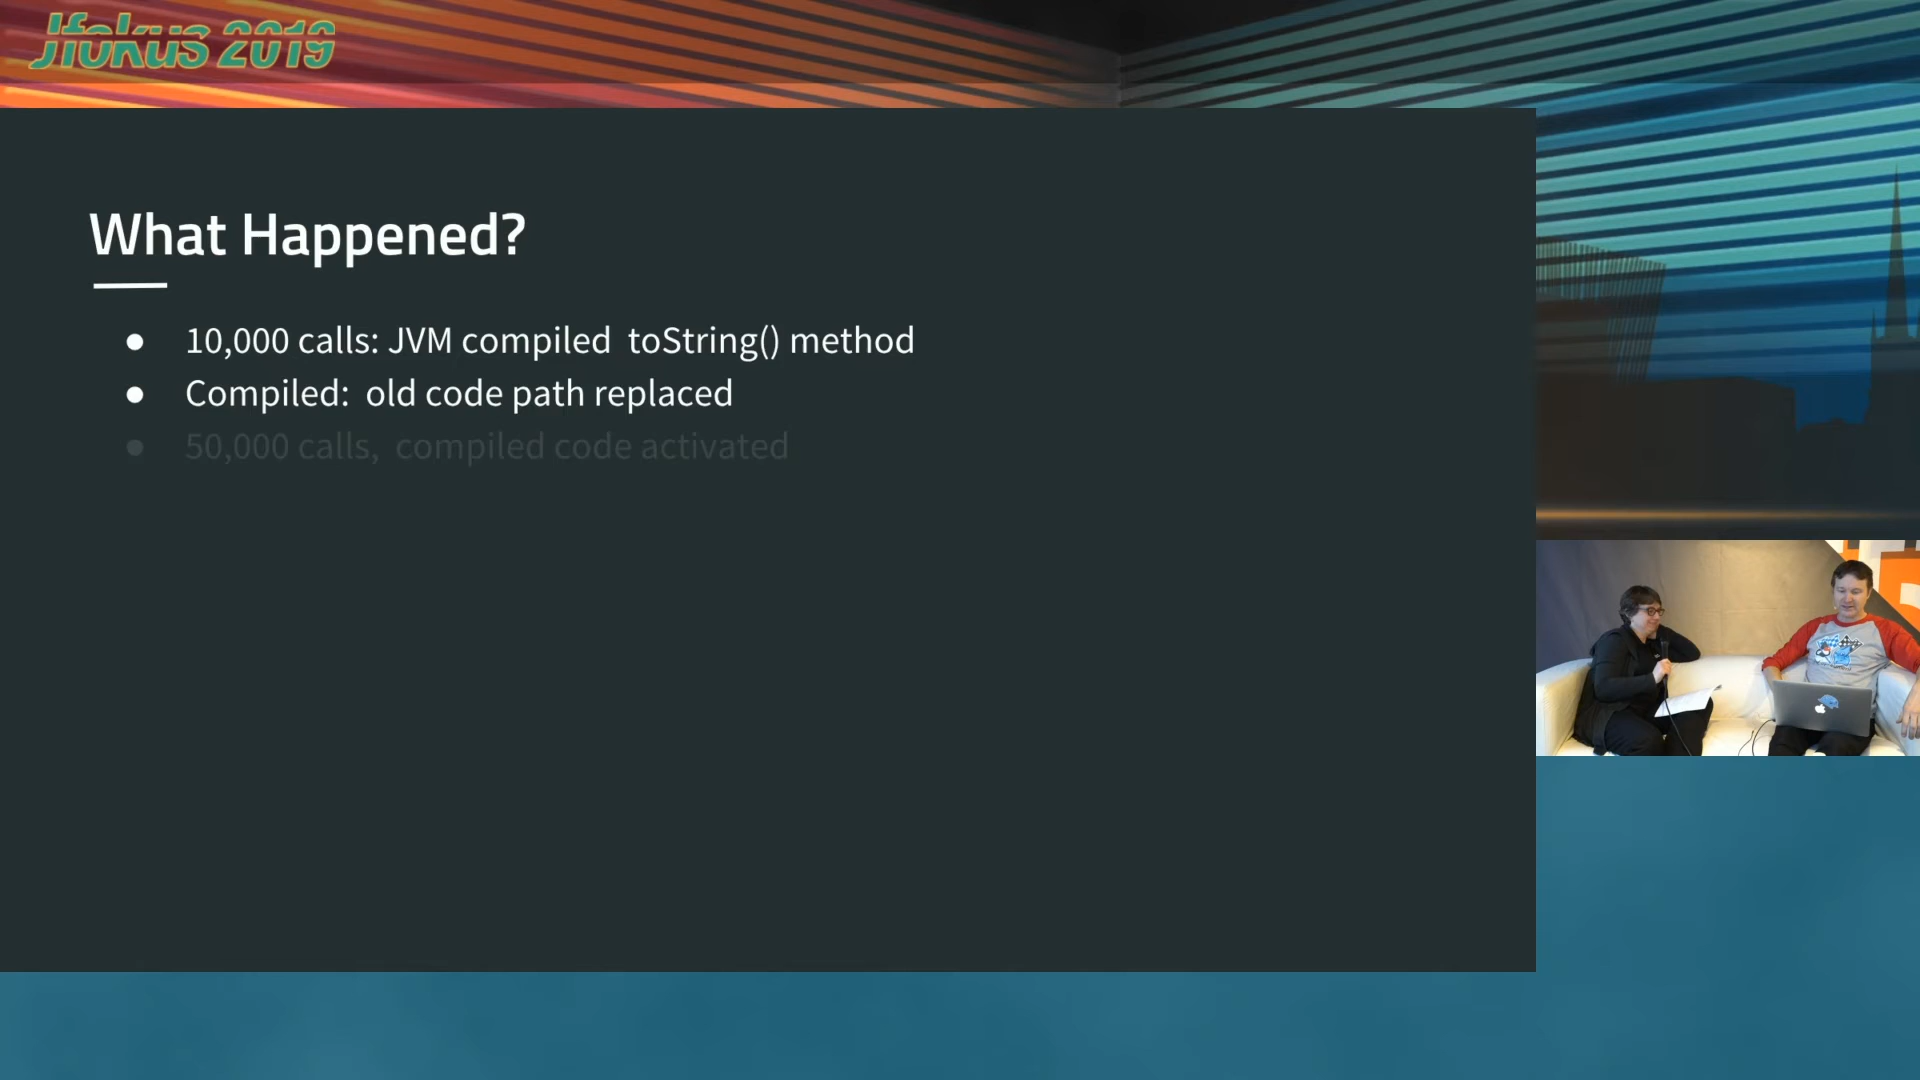 Jfokus 2019
What Happened?
● 10,000 calls: JVM compiled toString() method
● Compiled: old code path replaced
● 50,000 calls, compiled code activated